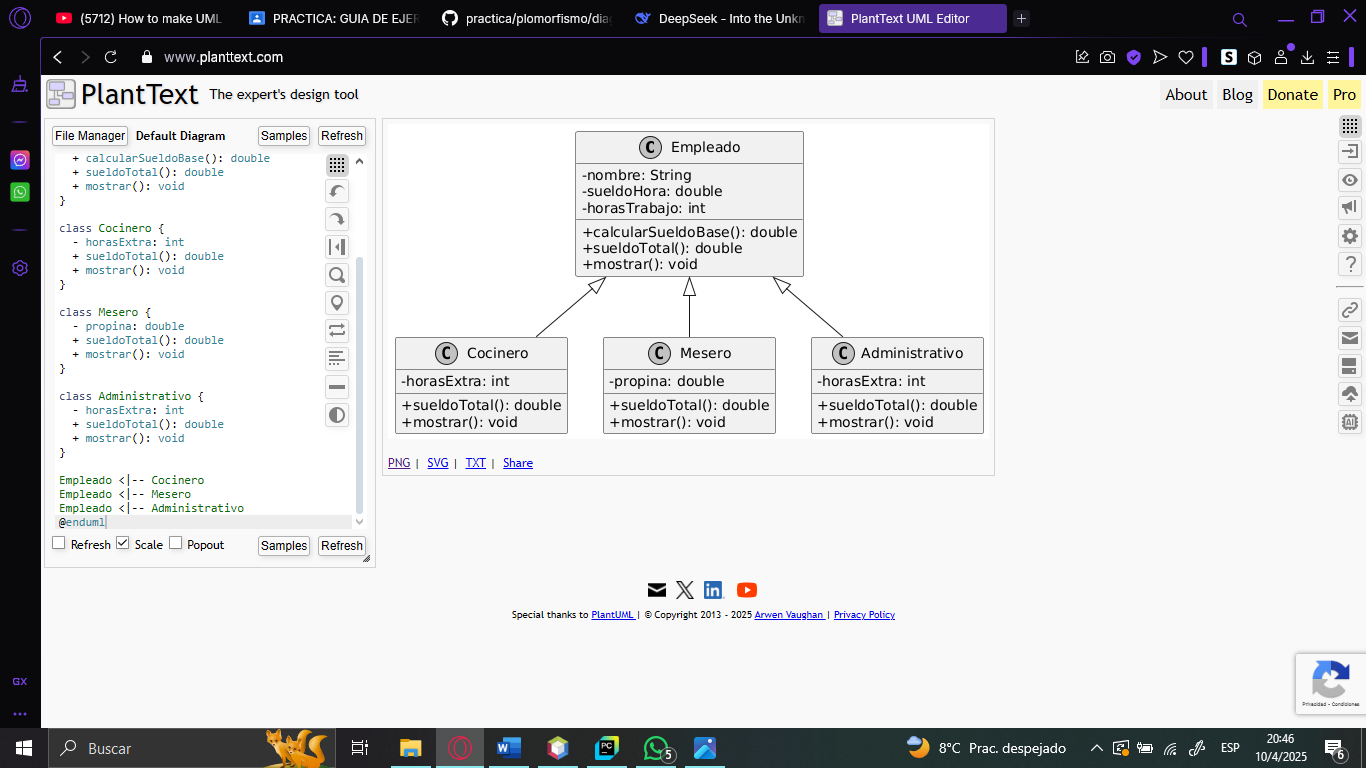 (5712) How to make UML
PRACTICA: GUIA DE EJER
practica/plomorfismo/diag
DeepSeek - Into the Unkn
PlantText UML Editor
www.planttext.com
PlantText The expert's design tool
About Blog Donate Pro
File Manager Default Diagram Samples Refresh
+ calcularSueldoBase(): double
+ sueldoTotal(): double
+ mostrar(): void
}
class Cocinero {
- horasExtra: int
+ sueldoTotal(): double
+ mostrar(): void
}
class Mesero {
- propina: double
+ sueldoTotal(): double
+ mostrar(): void
}
class Administrativo {
- horasExtra: int
+ sueldoTotal(): double
+ mostrar(): void
}
Empleado <|-- Cocinero
Empleado <|-- Mesero
Empleado <|-- Administrativo
@enduml
Refresh Scale Popout Samples Refresh
C Empleado
-nombre: String
-sueldoHora: double
-horasTrabajo: int
+calcularSueldoBase(): double
+sueldoTotal(): double
+mostrar(): void
C Cocinero
-horasExtra: int
+sueldoTotal(): double
+mostrar(): void
C Mesero
-propina: double
+sueldoTotal(): double
+mostrar(): void
C Administrativo
-horasExtra: int
+sueldoTotal(): double
+mostrar(): void
PNG | SVG | TXT | Share
AI
Special thanks to PlantUML | © Copyright 2013 - 2025 Arwen Vaughan | Privacy Policy
Privacidad - Condiciones
GX
Buscar
5
8°C Prac. despejado
ESP
20:46
10/4/2025
6